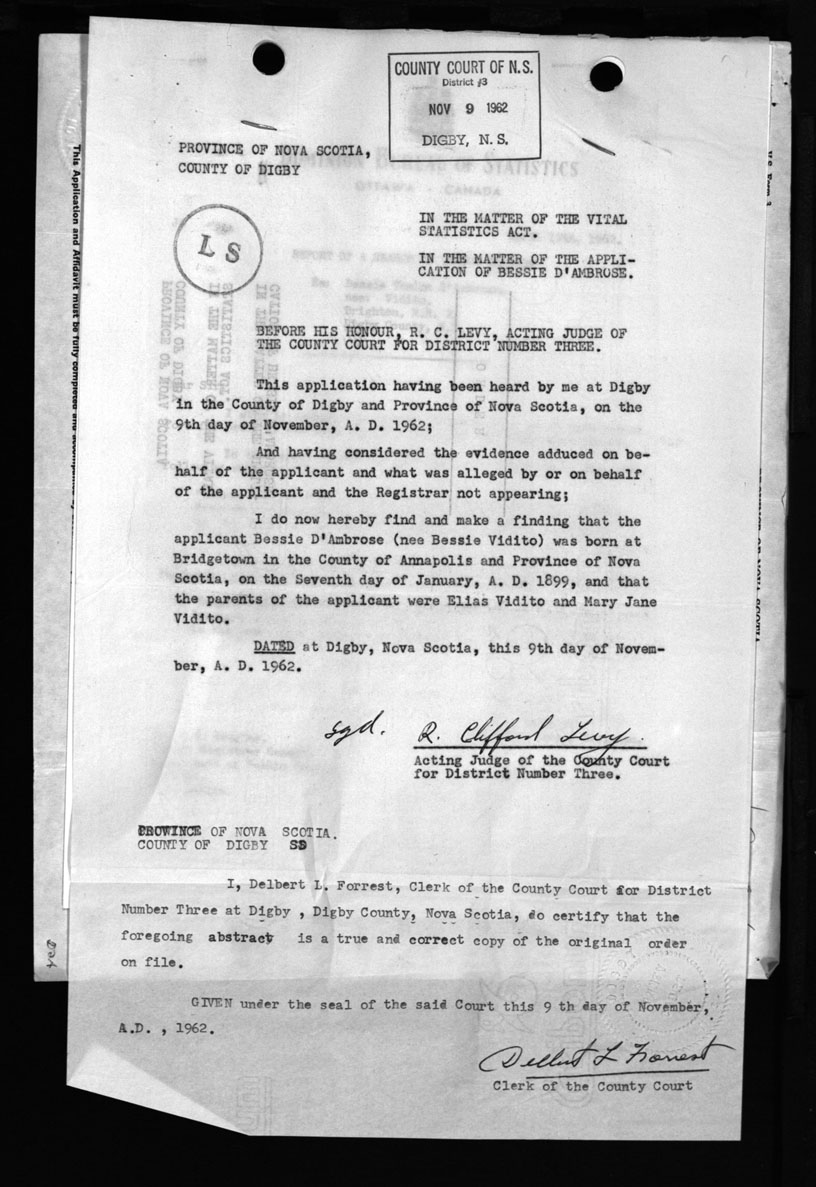 COUNTY COURT OF N.S.
District #3
NOV 9 1962
DIGBY, N. S.
PROVINCE OF NOVA SCOTIA,
COUNTY OF DIGBY
DOMINION BUREAU OF STATISTICS
OTTAWA - CANADA
L S
IN THE MATTER OF THE VITAL
STATISTICS ACT.
IN THE MATTER OF THE APPLI-
CATION OF BESSIE D'AMBROSE.
BEFORE HIS HONOUR, R. C. LEVY, ACTING JUDGE OF
THE COUNTY COURT FOR DISTRICT NUMBER THREE.
This application having been heard by me at Digby
in the County of Digby and Province of Nova Scotia, on the
9th day of November, A. D. 1962;
And having considered the evidence adduced on be-
half of the applicant and what was alleged by or on behalf
of the applicant and the Registrar not appearing;
I do now hereby find and make a finding that the
applicant Bessie D'Ambrose (nee Bessie Vidito) was born at
Bridgetown in the County of Annapolis and Province of Nova
Scotia, on the Seventh day of January, A. D. 1899, and that
the parents of the applicant were Elias Vidito and Mary Jane
Vidito.
DATED at Digby, Nova Scotia, this 9th day of Novem-
ber, A. D. 1962.
sgd. R. Clifford Levy.
Acting Judge of the County Court
for District Number Three.
PROVINCE OF NOVA SCOTIA.
COUNTY OF DIGBY SS
I, Delbert L. Forrest, Clerk of the County Court for District
Number Three at Digby , Digby County, Nova Scotia, do certify that the
foregoing abstract is a true and correct copy of the original order
on file.
GIVEN under the seal of the said Court this 9 th day of November,
A.D. , 1962.
Delbert L Forrest
Clerk of the County Court
This Application and Affidavit must be fully completed and